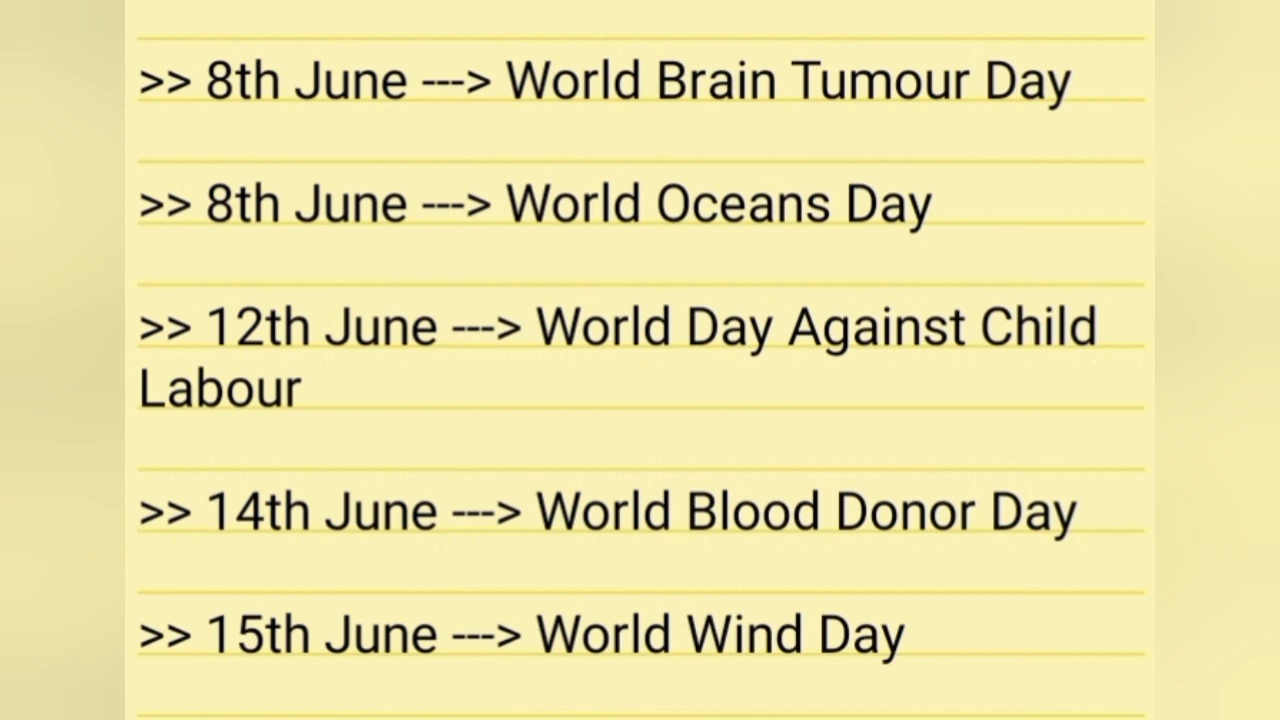 >> 8th June ---> World Brain Tumour Day
>> 8th June ---> World Oceans Day
>> 12th June ---> World Day Against Child
Labour
>> 14th June ---> World Blood Donor Day
>> 15th June ---> World Wind Day